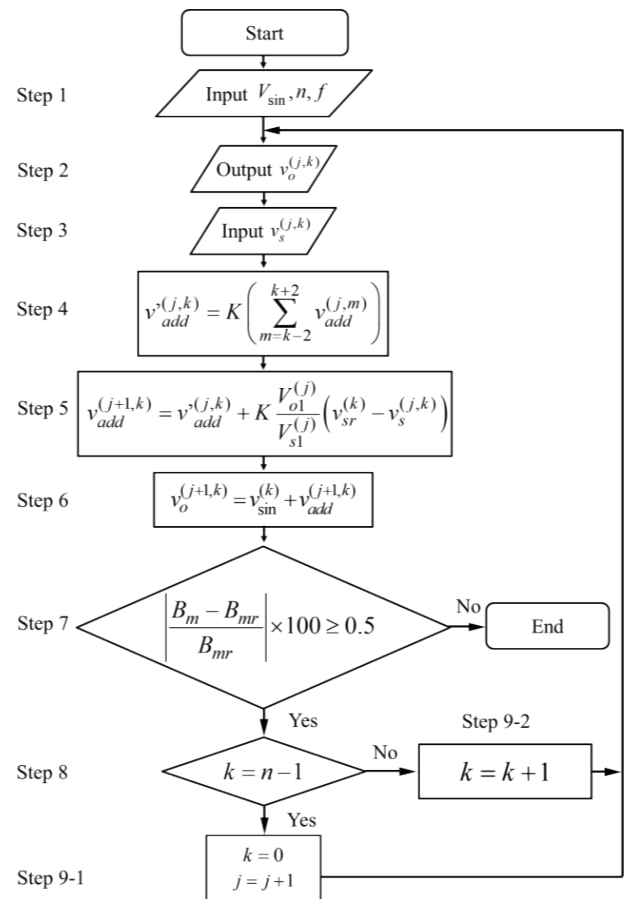 Start
Step 1
Input V_sin, n, f
Step 2
Output v_o^(j,k)
Step 3
Input v_s^(j,k)
Step 4
v'_add^(j,k) = K ( ∑_{m=k−2}^{k+2} v_add^(j,m) )
Step 5
v_add^(j+1,k) = v'_add^(j,k) + K V_o1^(j) / V_s1^(j) ( v_sr^(k) − v_s^(j,k) )
Step 6
v_o^(j+1,k) = v_sin^(k) + v_add^(j+1,k)
Step 7
| B_m − B_mr / B_mr | × 100 ≥ 0.5
No
End
Yes
Step 9-2
Step 8
k = n − 1
No
k = k + 1
Yes
Step 9-1
k = 0
j = j+1